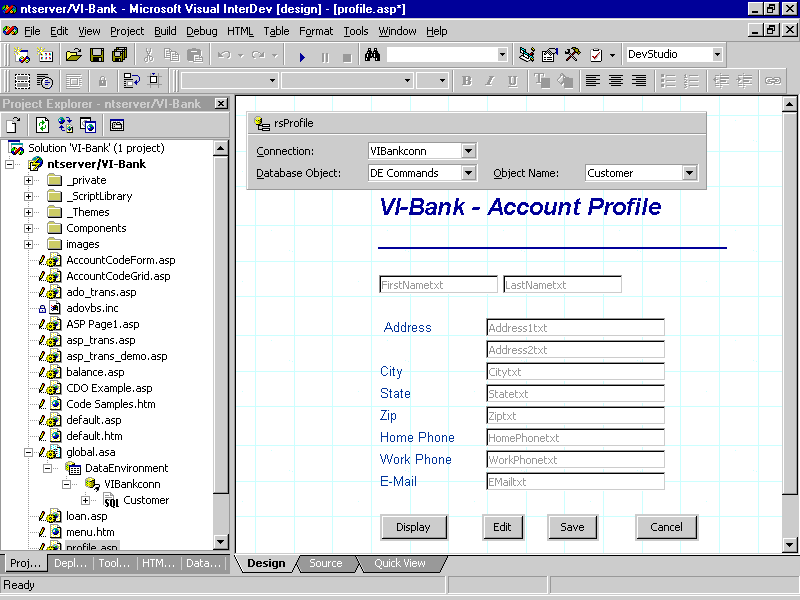 ntserver/VI-Bank - Microsoft Visual InterDev [design] - [profile.asp*]
File Edit View Project Build Debug HTML Table Format Tools Window Help
DevStudio
B I U
Project Explorer - ntserver/VI-Bank
Solution 'VI-Bank' (1 project)
ntserver/VI-Bank
_private
_ScriptLibrary
_Themes
Components
images
AccountCodeForm.asp
AccountCodeGrid.asp
ado_trans.asp
adovbs.inc
ASP Page1.asp
asp_trans.asp
asp_trans_demo.asp
balance.asp
CDO Example.asp
Code Samples.htm
default.asp
default.htm
global.asa
DataEnvironment
VIBankconn
SQL Customer
loan.asp
menu.htm
profile.asp
Proj... Depl... Tool... HTM... Data...
rsProfile
Connection: VIBankconn
Database Object: DE Commands Object Name: Customer
VI-Bank - Account Profile
FirstNametxt LastNametxt
Address Address1txt
Address2txt
City Citytxt
State Statetxt
Zip Ziptxt
Home Phone HomePhonetxt
Work Phone WorkPhonetxt
E-Mail EMailtxt
Display Edit Save Cancel
Design Source Quick View
Ready